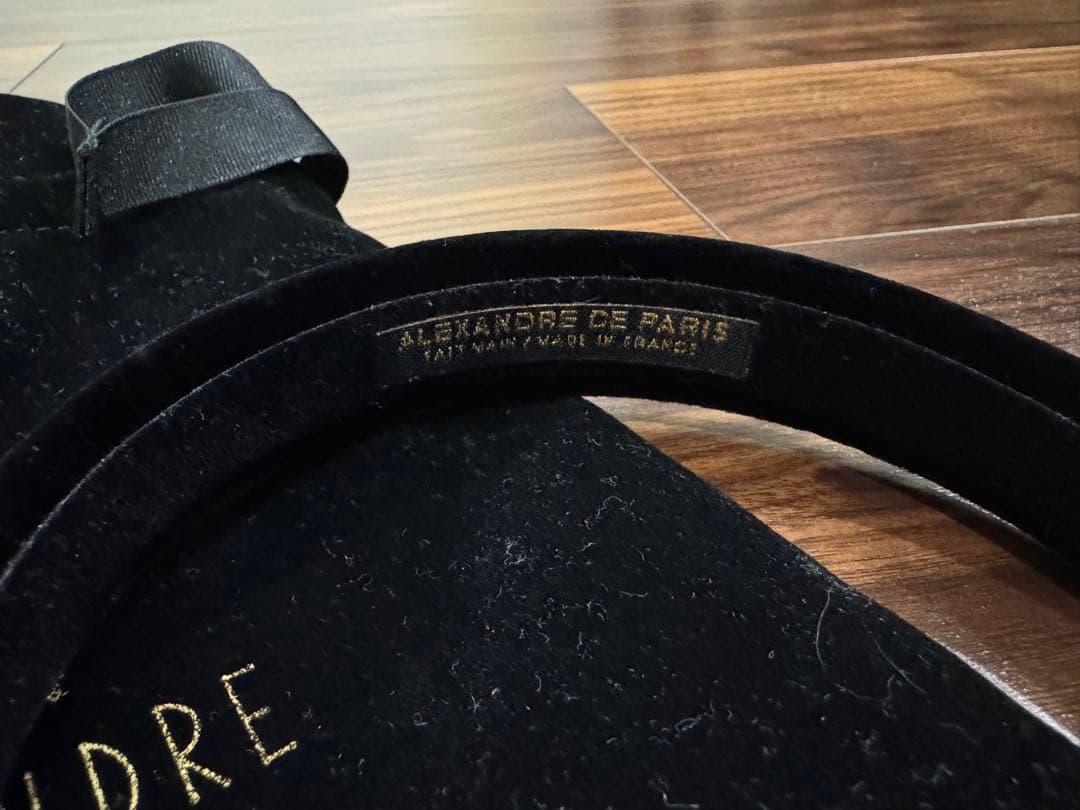 ALEXANDRE DE PARIS
FAIT MAIN / MADE IN FRANCE
DRE